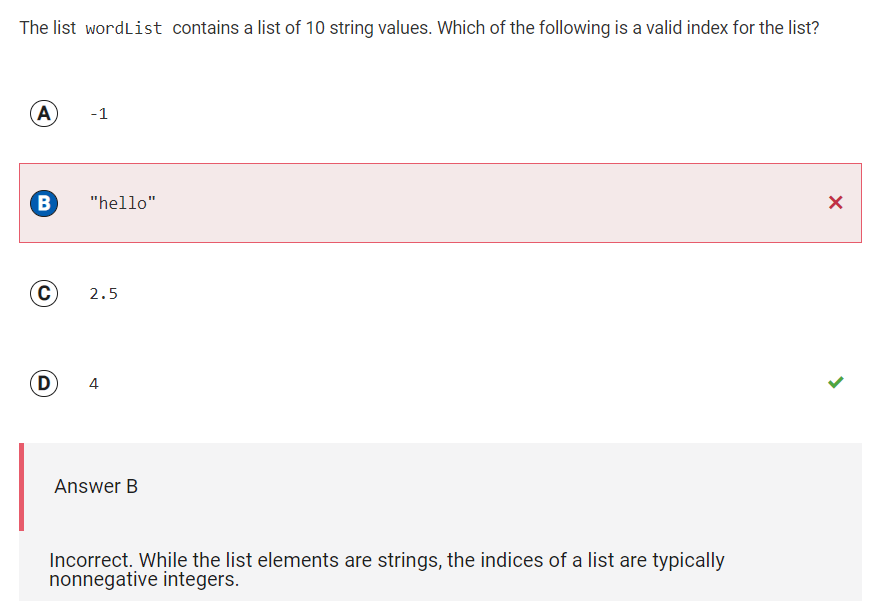 The list wordList contains a list of 10 string values. Which of the following is a valid index for the list?
A -1
B "hello"
C 2.5
D 4
Answer B
Incorrect. While the list elements are strings, the indices of a list are typically
nonnegative integers.